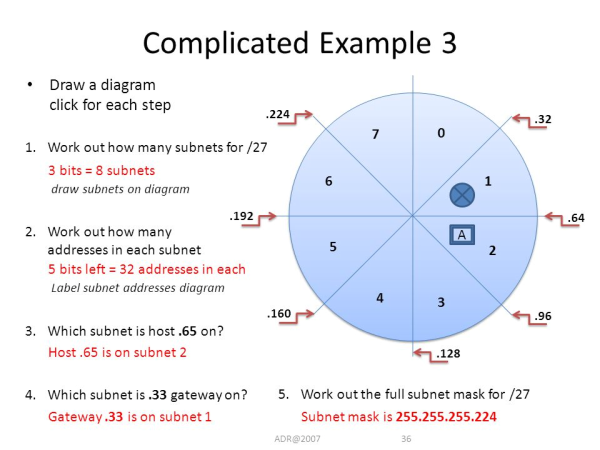 Complicated Example 3
• Draw a diagram
click for each step
1. Work out how many subnets for /27
3 bits = 8 subnets
draw subnets on diagram
2. Work out how many
addresses in each subnet
5 bits left = 32 addresses in each
Label subnet addresses diagram
3. Which subnet is host .65 on?
Host .65 is on subnet 2
4. Which subnet is .33 gateway on?
Gateway .33 is on subnet 1
.224
.32
7
0
6
1
.192
.64
A
5
2
4
3
.160
.96
.128
5. Work out the full subnet mask for /27
Subnet mask is 255.255.255.224
ADR@2007
36